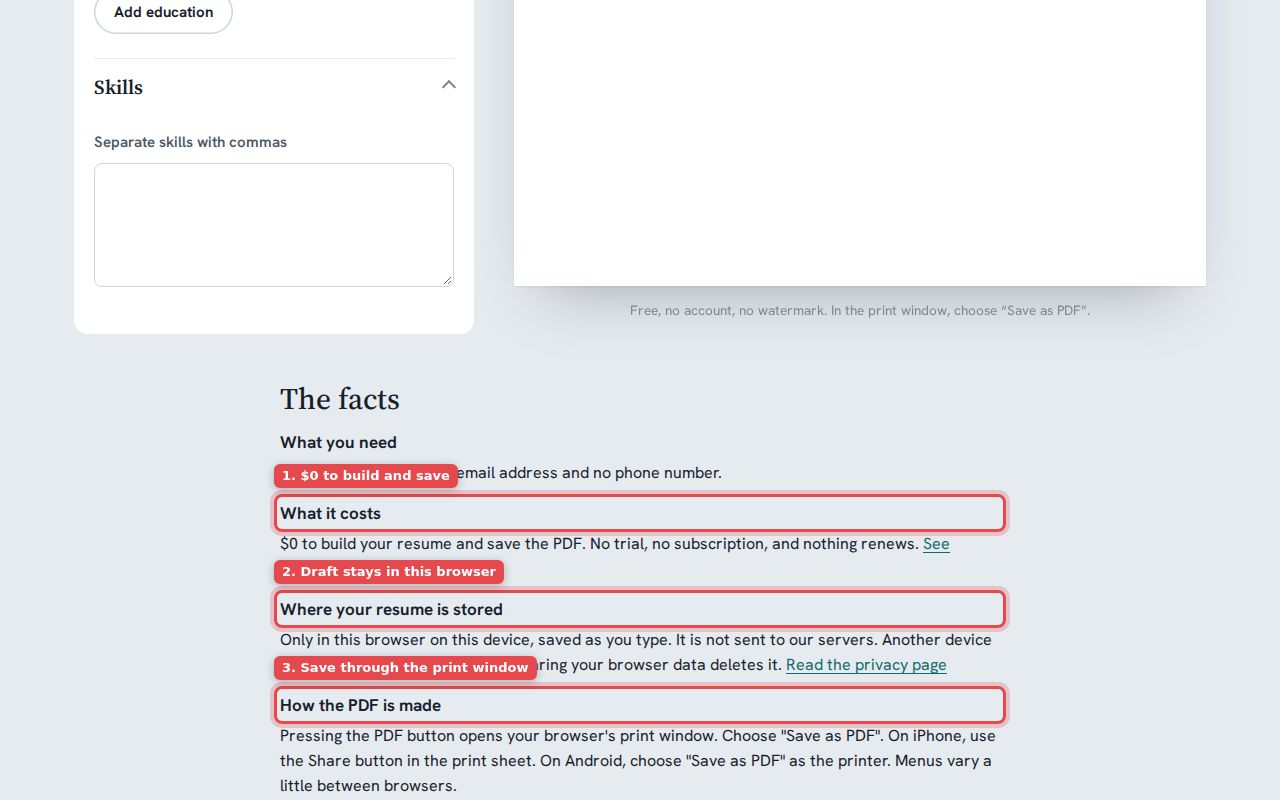 Add education
Skills
Separate skills with commas
Free, no account, no watermark. In the print window, choose “Save as PDF”.
The facts
What you need
1. $0 to build and save
email address and no phone number.
What it costs
$0 to build your resume and save the PDF. No trial, no subscription, and nothing renews. See
2. Draft stays in this browser
Where your resume is stored
Only in this browser on this device, saved as you type. It is not sent to our servers. Another device
3. Save through the print window
your browser data deletes it. Read the privacy page
How the PDF is made
Pressing the PDF button opens your browser's print window. Choose "Save as PDF". On iPhone, use
the Share button in the print sheet. On Android, choose "Save as PDF" as the printer. Menus vary a
little between browsers.